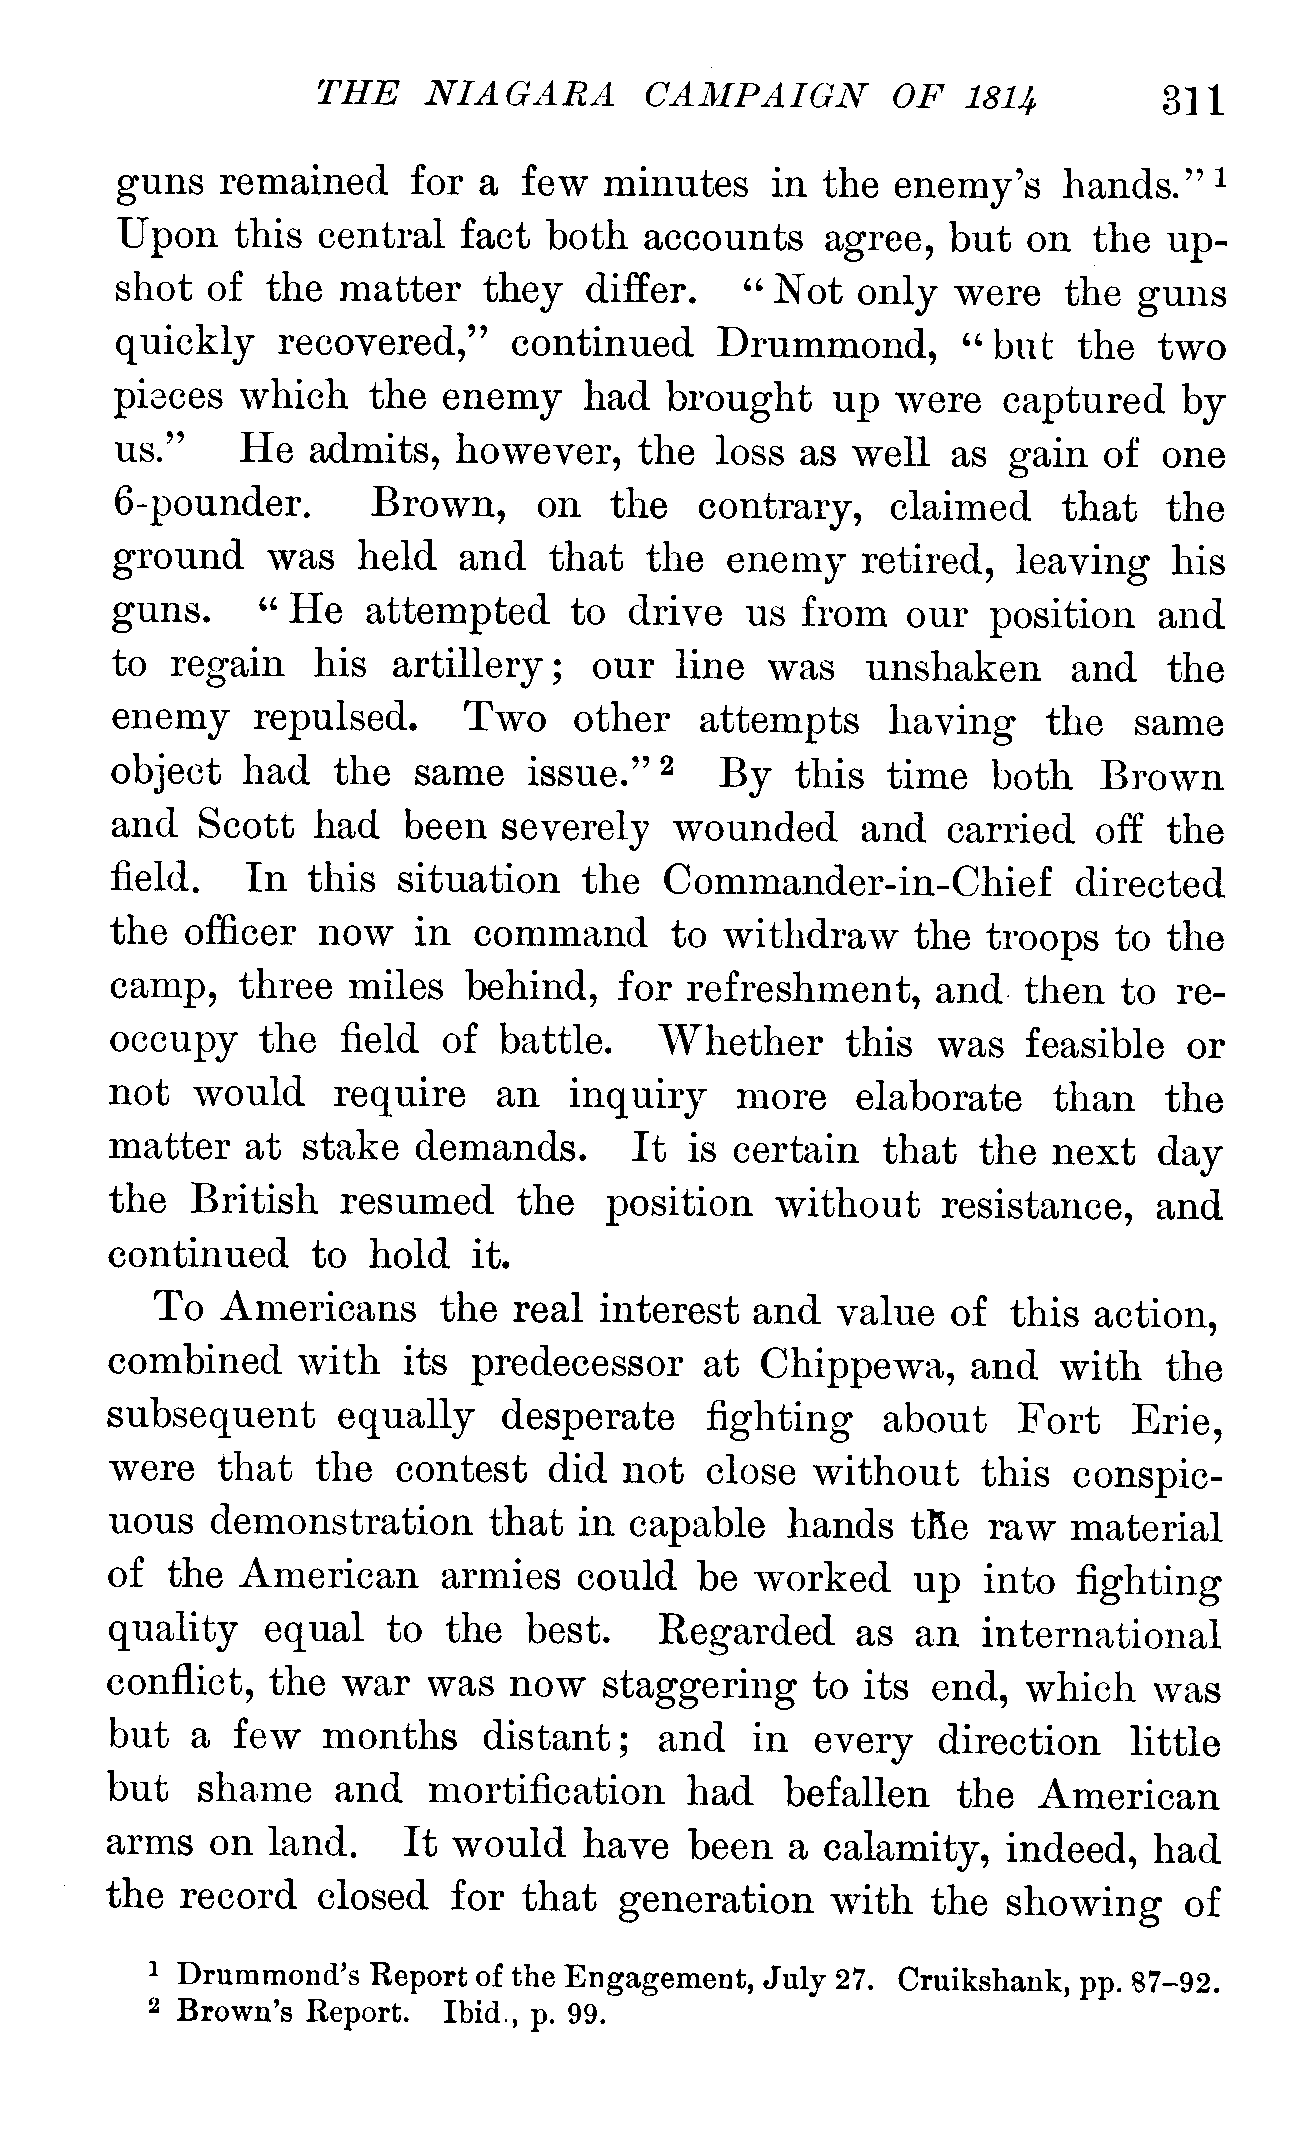 THE NIAGARA CAMPAIGN OF 1814 311
guns remained for a few minutes in the enemy's hands." 1
Upon this central fact both accounts agree, but on the up-
shot of the matter they differ. "Not only were the guns
quickly recovered," continued Drummond, "but the two
pieces which the enemy had brought up were captured by
us." He admits, however, the loss as well as gain of one
6-pounder. Brown, on the contrary, claimed that the
ground was held and that the enemy retired, leaving his
guns. "He attempted to drive us from our position and
to regain his artillery; our line was unshaken and the
enemy repulsed. Two other attempts having the same
object had the same issue." 2 By this time both Brown
and Scott had been severely wounded and carried off the
field. In this situation the Commander-in-Chief directed
the officer now in command to withdraw the troops to the
camp, three miles behind, for refreshment, and then to re-
occupy the field of battle. Whether this was feasible or
not would require an inquiry more elaborate than the
matter at stake demands. It is certain that the next day
the British resumed the position without resistance, and
continued to hold it.
To Americans the real interest and value of this action,
combined with its predecessor at Chippewa, and with the
subsequent equally desperate fighting about Fort Erie,
were that the contest did not close without this conspic-
uous demonstration that in capable hands the raw material
of the American armies could be worked up into fighting
quality equal to the best. Regarded as an international
conflict, the war was now staggering to its end, which was
but a few months distant; and in every direction little
but shame and mortification had befallen the American
arms on land. It would have been a calamity, indeed, had
the record closed for that generation with the showing of
1 Drummond's Report of the Engagement, July 27. Cruikshank, pp. 87-92.
2 Brown's Report. Ibid., p. 99.